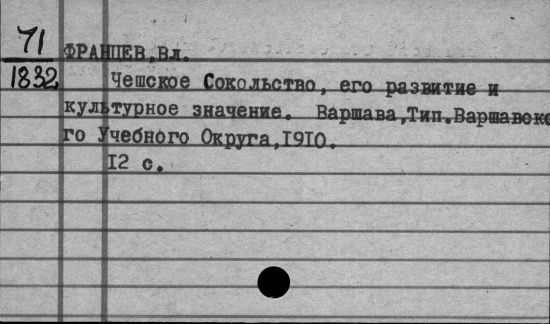 71
1832
ФРАНЦЕВ,Вл.
Чешское Сокольство, его развитие и
культурное значение. Варшава,Тип.Варшавско
го Учебного Округа,1910.
12 с.